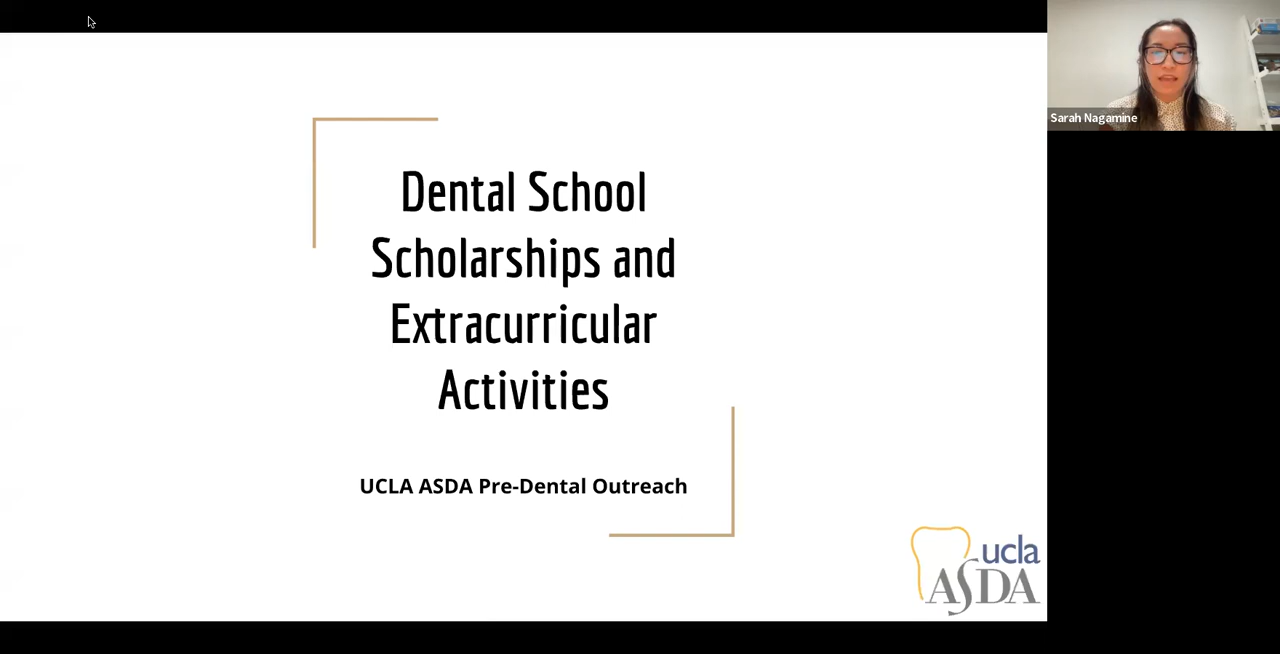 Dental School
Scholarships and
Extracurricular
Activities
UCLA ASDA Pre-Dental Outreach
ucla
ASDA
Sarah Nagamine